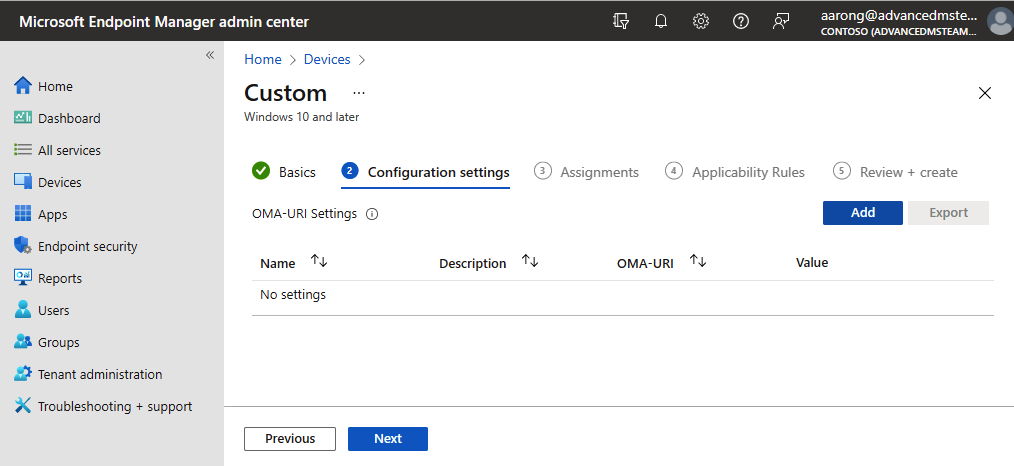 Microsoft Endpoint Manager admin center
aarong@advancedmste...
CONTOSO (ADVANCEDMSTEAM...
«
Home
Dashboard
All services
Devices
Apps
Endpoint security
Reports
Users
Groups
Tenant administration
Troubleshooting + support
Home > Devices >
Custom ...
Windows 10 and later
Basics 2 Configuration settings 3 Assignments 4 Applicability Rules 5 Review + create
OMA-URI Settings
Add Export
Name Description OMA-URI Value
No settings
Previous Next